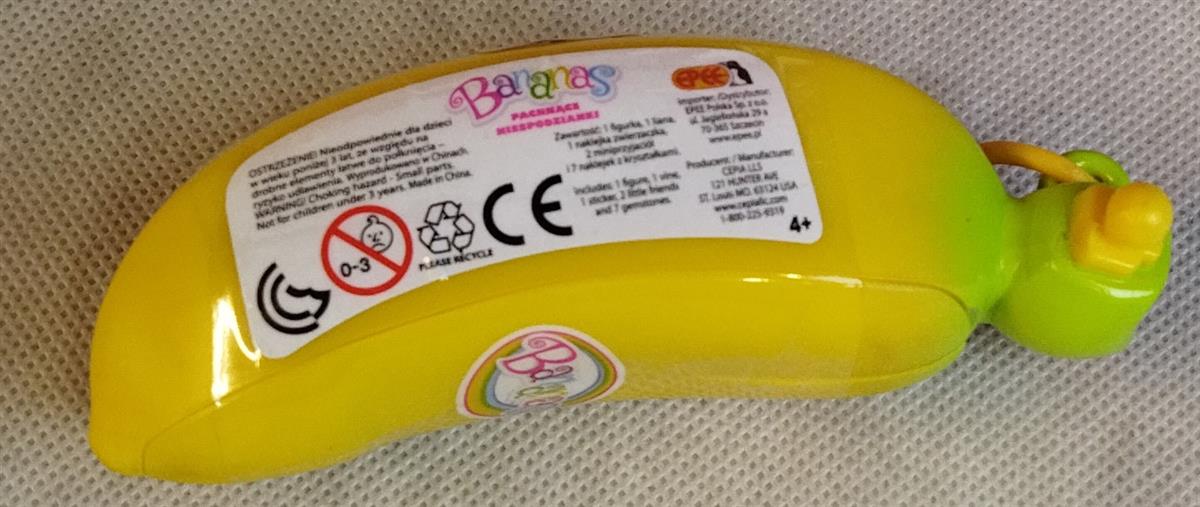 Bananas
PACHNĄCE
NIESPODZIANKI
OSTRZEŻENIE! Nieodpowiednie dla dzieci
w wieku poniżej 3 lat, ze względu na
drobne elementy łatwe do połknięcia -
ryzyko udławienia. Wyprodukowano w Chinach.
WARNING! Choking hazard - Small parts.
Not for children under 3 years. Made in China.
0-3
PLEASE RECYCLE
CE
Zawartość: 1 figurka, 1 liana,
1 naklejka zwierzaczka,
2 miniprzyjaciół
i 7 naklejek z kryształkami.
Includes: 1 figure, 1 vine,
1 sticker, 2 little friends
and 7 gemstones.
EPEE
Importer: /Dystrybutor:
EPEE Polska Sp. z o.o.
ul. Jagiellońska 29 a
70-365 Szczecin
www.epee.pl
Producent: / Manufacturer:
CEPIA LLS
121 HUNTER AVE
ST. Louis MO. 63124 USA
www.cepiallc.com
1-800-225-9319
4+